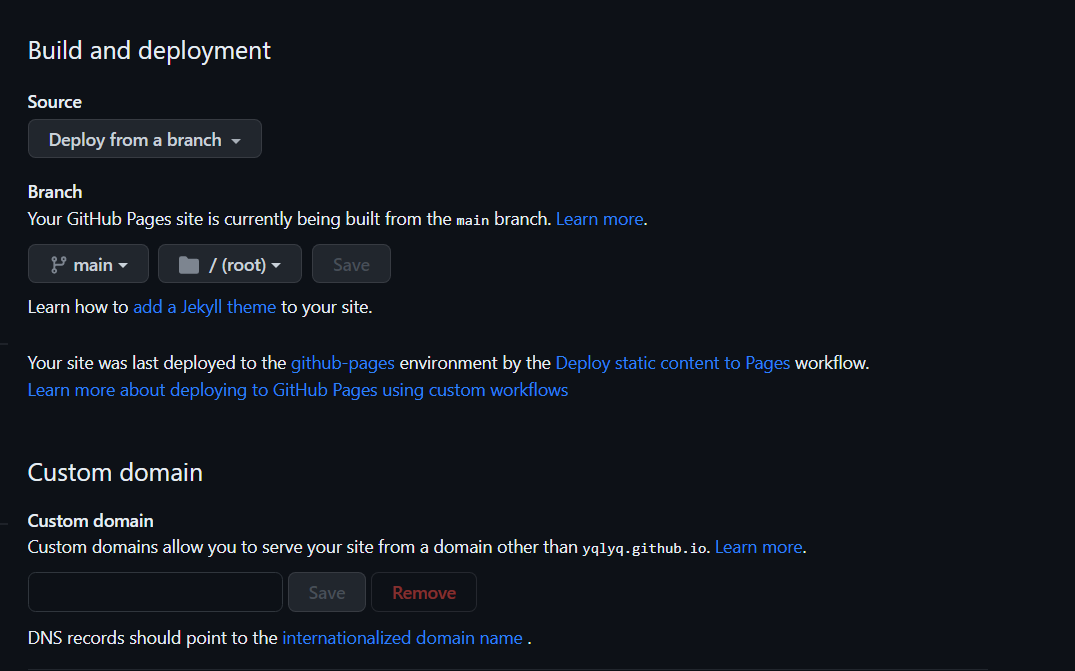 Build and deployment
Source
Deploy from a branch
Branch
Your GitHub Pages site is currently being built from the main branch. Learn more.
main / (root) Save
Learn how to add a Jekyll theme to your site.
Your site was last deployed to the github-pages environment by the Deploy static content to Pages workflow.
Learn more about deploying to GitHub Pages using custom workflows
Custom domain
Custom domain
Custom domains allow you to serve your site from a domain other than yqlyq.github.io. Learn more.
Save Remove
DNS records should point to the internationalized domain name .